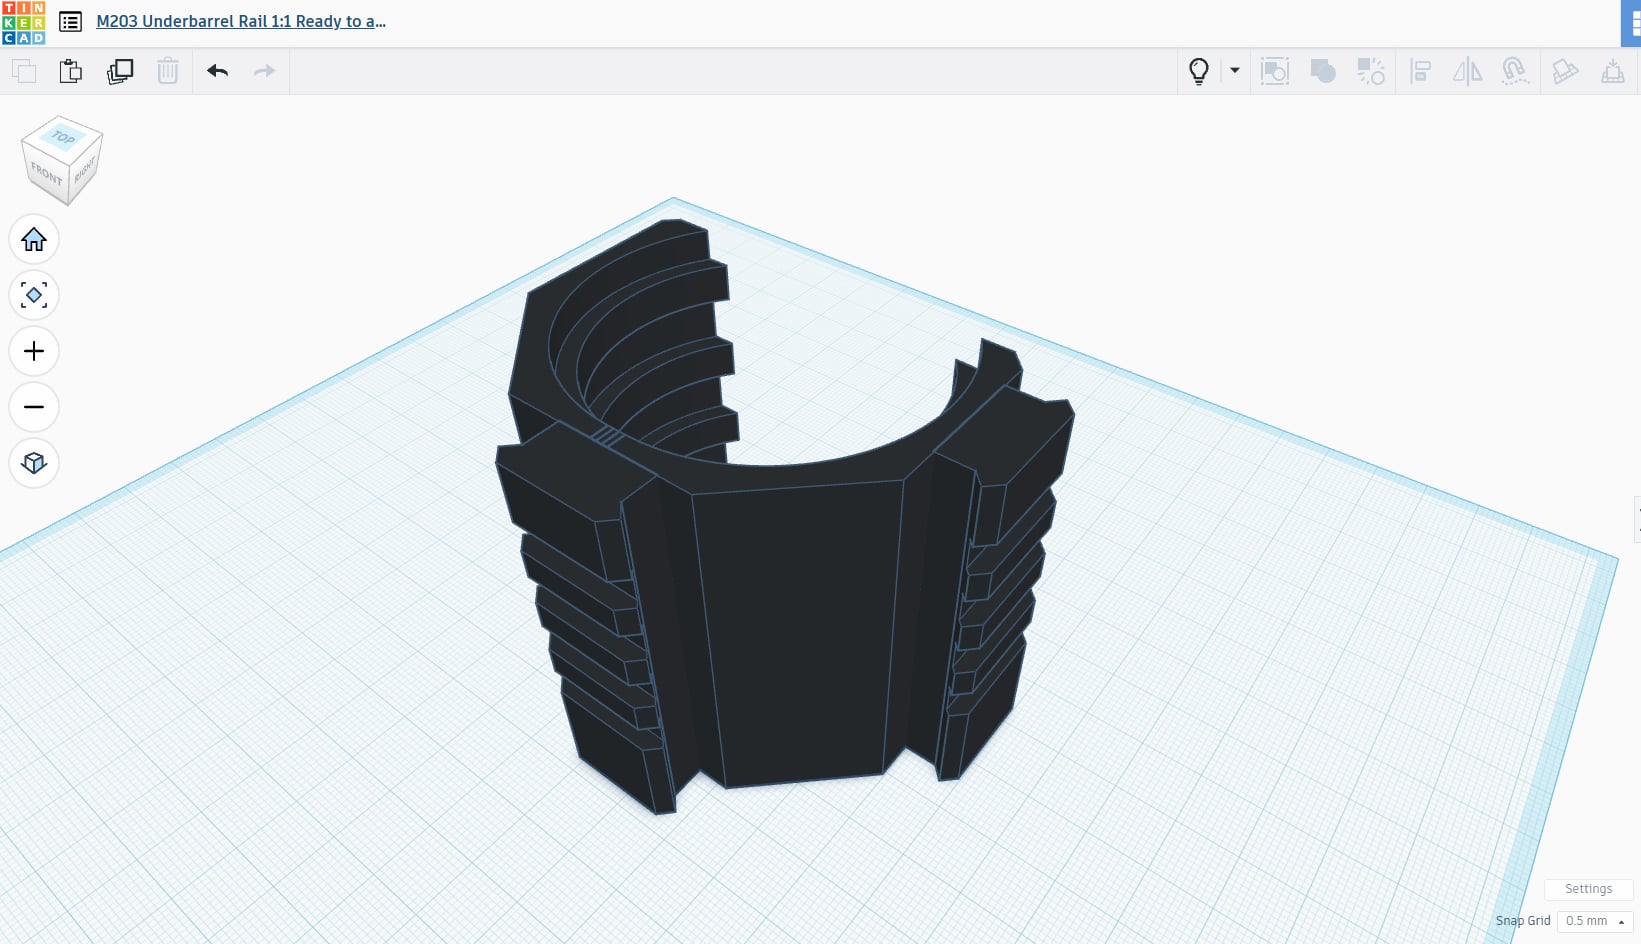 TIN
KER
CAD
M203 Underbarrel Rail 1:1 Ready to a...
TOP
FRONT
RIGHT
Settings
Snap Grid 0.5 mm